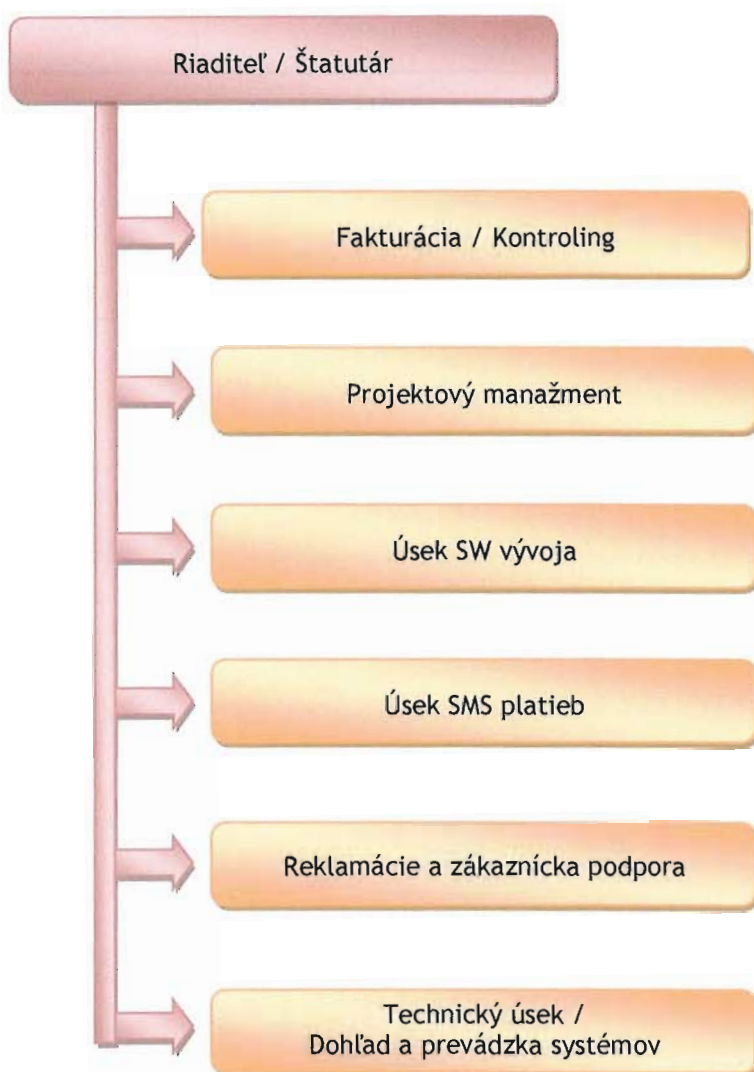 Riaditeľ / Štatutár
Fakturácia / Kontroling
Projektový manažment
Úsek SW vývoja
Úsek SMS platieb
Reklamácie a zákaznícka podpora
Technický úsek /
Dohľad a prevádzka systémov